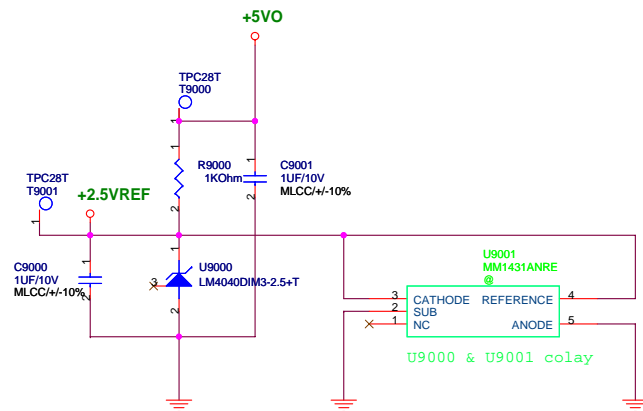 +5VO
TPC28T
T9000
1
1
R9000
1KOhm
2
1
C9001
1UF/10V
MLCC/+/-10%
2
TPC28T
T9001
1
+2.5VREF
1
C9000
1UF/10V
MLCC/+/-10%
2
1
U9000
LM4040DIM3-2.5+T
3
2
U9001
MM1431ANRE
@
3
CATHODE
REFERENCE
4
2
SUB
1
NC
ANODE
5
U9000 & U9001 colay